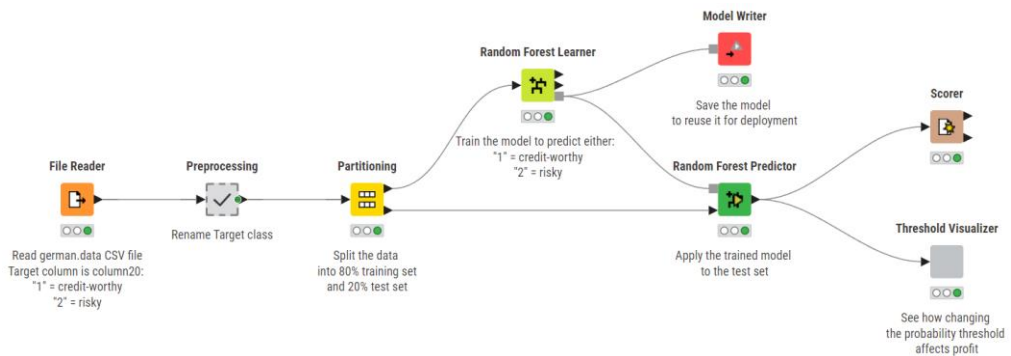 File Reader
Read german.data CSV file
Target column is column20:
"1" = credit-worthy
"2" = risky
Preprocessing
Rename Target class
Partitioning
Split the data
into 80% training set
and 20% test set
Random Forest Learner
Train the model to predict either:
"1" = credit-worthy
"2" = risky
Model Writer
Save the model
to reuse it for deployment
Random Forest Predictor
Apply the trained model
to the test set
Scorer
Threshold Visualizer
See how changing
the probability threshold
affects profit